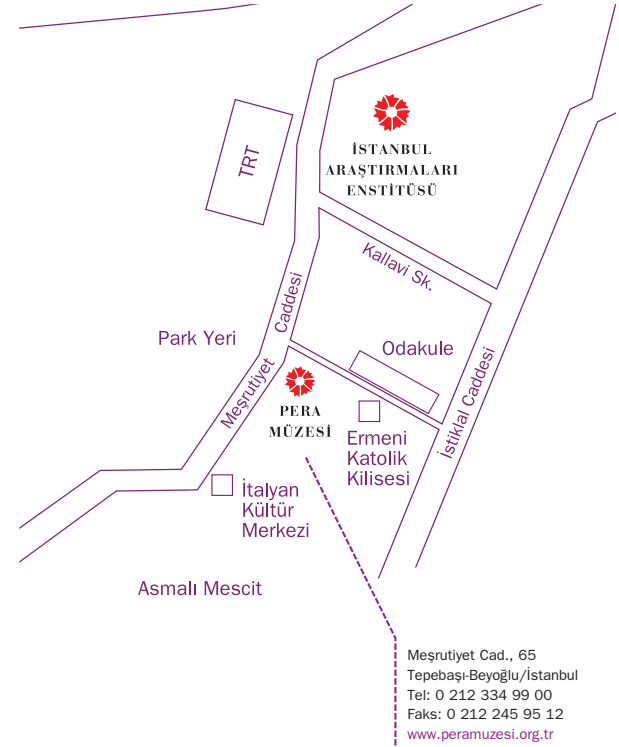 TRT
İSTANBUL
ARAŞTIRMALARI
ENSTİTÜSÜ
Kallavi Sk.
Caddesi
Park Yeri
Odakule
Meşrutiyet
İstiklal Caddesi
PERA
MÜZESİ
Ermeni
Katolik
Kilisesi
İtalyan
Kültür
Merkezi
Asmalı Mescit
Meşrutiyet Cad., 65
Tepebaşı-Beyoğlu/İstanbul
Tel: 0 212 334 99 00
Faks: 0 212 245 95 12
www.peramuzesi.org.tr